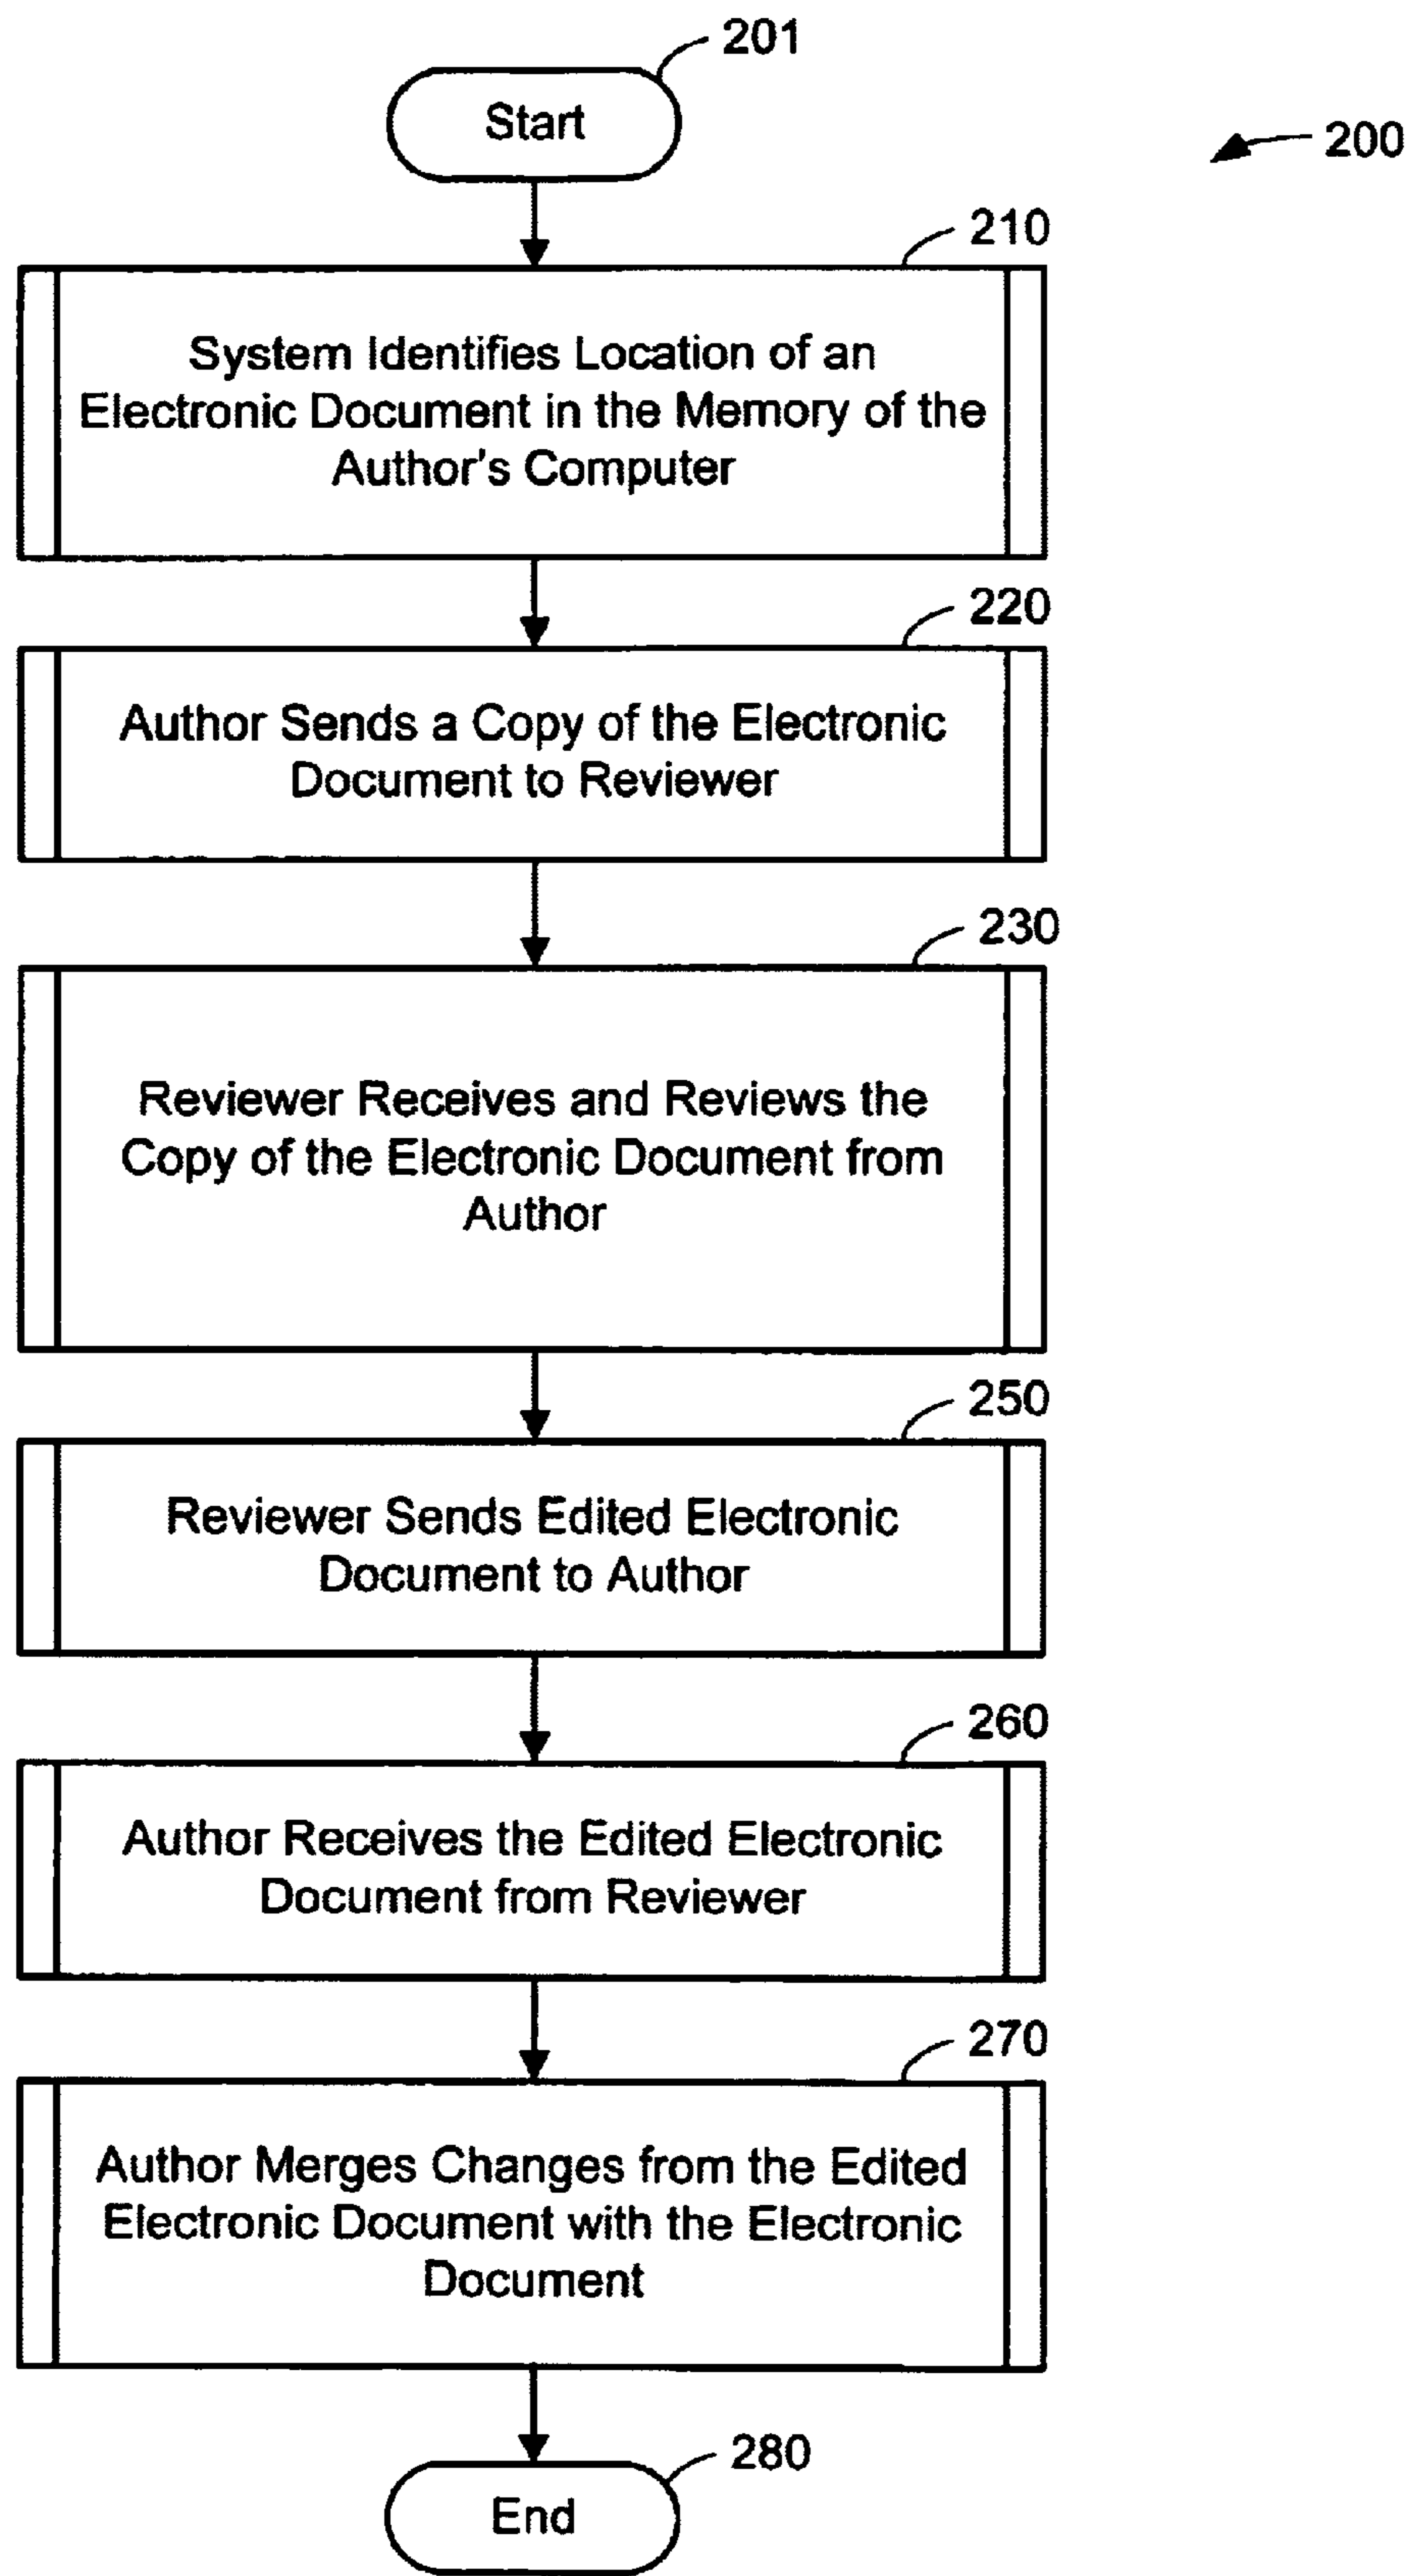 201
Start
200
210
System Identifies Location of an
Electronic Document in the Memory of the
Author's Computer
220
Author Sends a Copy of the Electronic
Document to Reviewer
230
Reviewer Receives and Reviews the
Copy of the Electronic Document from
Author
250
Reviewer Sends Edited Electronic
Document to Author
260
Author Receives the Edited Electronic
Document from Reviewer
270
Author Merges Changes from the Edited
Electronic Document with the Electronic
Document
280
End